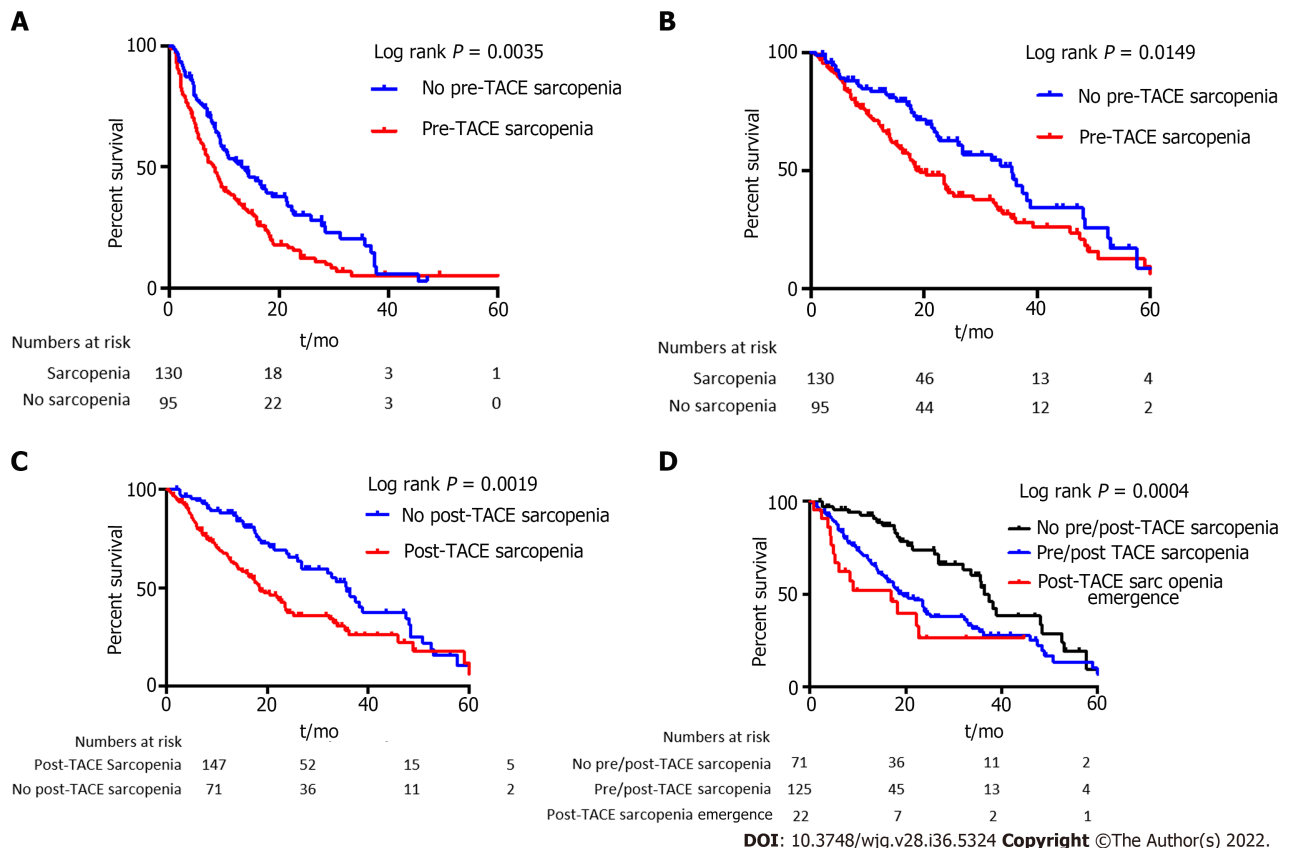 A
Log rank P = 0.0035
No pre-TACE sarcopenia
Pre-TACE sarcopenia
Percent survival
100
50
0
0 20 40 60
t/mo
Numbers at risk
Sarcopenia 130 18 3 1
No sarcopenia 95 22 3 0
B
Log rank P = 0.0149
No pre-TACE sarcopenia
Pre-TACE sarcopenia
Percent survival
100
50
0
0 20 40 60
t/mo
Numbers at risk
Sarcopenia 130 46 13 4
No sarcopenia 95 44 12 2
C
Log rank P = 0.0019
No post-TACE sarcopenia
Post-TACE sarcopenia
Percent survival
100
50
0
0 20 40 60
t/mo
Numbers at risk
Post-TACE Sarcopenia 147 52 15 5
No post-TACE sarcopenia 71 36 11 2
D
Log rank P = 0.0004
No pre/post-TACE sarcopenia
Pre/post TACE sarcopenia
Post-TACE sarc openia
emergence
Percent survival
100
50
0
0 20 40 60
t/mo
Numbers at risk
No pre/post-TACE sarcopenia 71 36 11 2
Pre/post-TACE sarcopenia 125 45 13 4
Post-TACE sarcopenia emergence 22 7 2 1
DOI: 10.3748/wjg.v28.i36.5324 Copyright ©The Author(s) 2022.